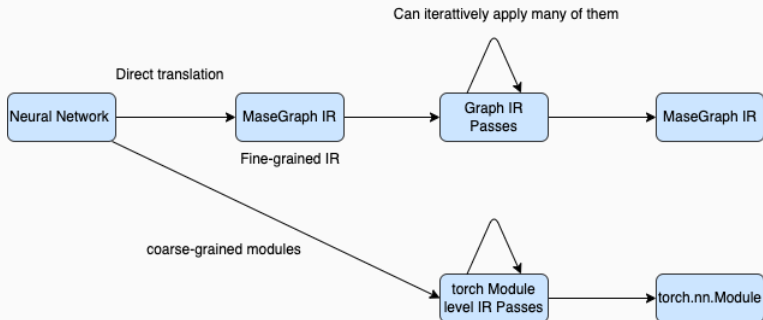 Can iterattively apply many of them
Direct translation
Neural Network
MaseGraph IR
Graph IR
Passes
MaseGraph IR
Fine-grained IR
coarse-grained modules
torch Module
level IR Passes
torch.nn.Module